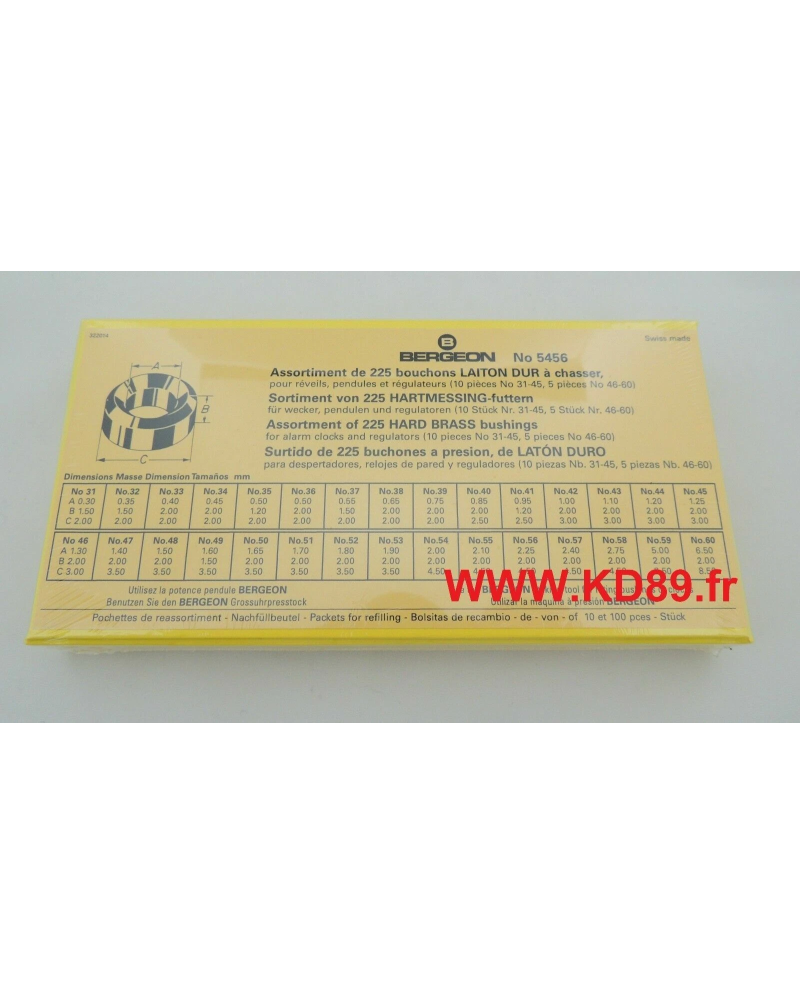 Swiss made
B
BERGEON No 5456
Assortiment de 225 bouchons LAITON DUR à chasser,
pour réveils, pendules et régulateurs (10 pièces No 31-45, 5 pièces No 46-60)
Sortiment von 225 HARTMESSING-futtern
für wecker, pendulen und regulatoren (10 Stück Nr. 31-45, 5 Stück Nr. 46-60)
Assortment of 225 HARD BRASS bushings
for alarm clocks and regulators (10 pieces No 31-45, 5 pieces No 46-60)
Surtido de 225 buchones a presion, de LATÓN DURO
para despertadores, relojes de pared y reguladores (10 piezas Nb. 31-45, 5 piezas Nb. 46-60)
A
B
C
Dimensions Masse Dimension Tamaños mm
No 31 No.32 No.33 No.34 No.35 No.36 No.37 No.38 No.39 No.40 No.41 No.42 No.43 No.44 No.45
A 0.30 0.35 0.40 0.45 0.50 0.50 0.55 0.65 0.75 0.85 0.95 1.00 1.10 1.20 1.25
B 1.50 1.50 2.00 2.00 1.20 2.00 1.50 2.00 2.00 2.00 1.20 2.00 2.00 2.00 2.00
C 2.00 2.00 2.00 2.00 2.00 2.00 2.00 2.00 2.00 2.50 2.50 3.00 3.00 3.00 3.00
No 46 No.47 No.48 No.49 No.50 No.51 No.52 No.53 No.54 No.55 No.56 No.57 No.58 No.59 No.60
A 1.30 1.40 1.50 1.60 1.65 1.70 1.80 1.90 2.00 2.10 2.25 2.40 2.75 5.00 6.50
B 2.00 2.00 2.00 1.50 2.00 2.00 2.00 2.00 2.00 2.00 2.00 2.00 2.00 2.00 2.00
C 3.00 3.50 3.50 3.50 3.50 3.50 3.50 3.50 4.50 8.50
WWW.KD89.fr
Utilisez la potence pendule BERGEON BERGEON tool for
Benutzen Sie den BERGEON Grossuhrpresstock Utilizar la maquina a presión BERGEON
Pochettes de reassortiment - Nachfüllbeutel - Packets for refilling - Bolsitas de recambio - de - von - of 10 et 100 pces - Stück